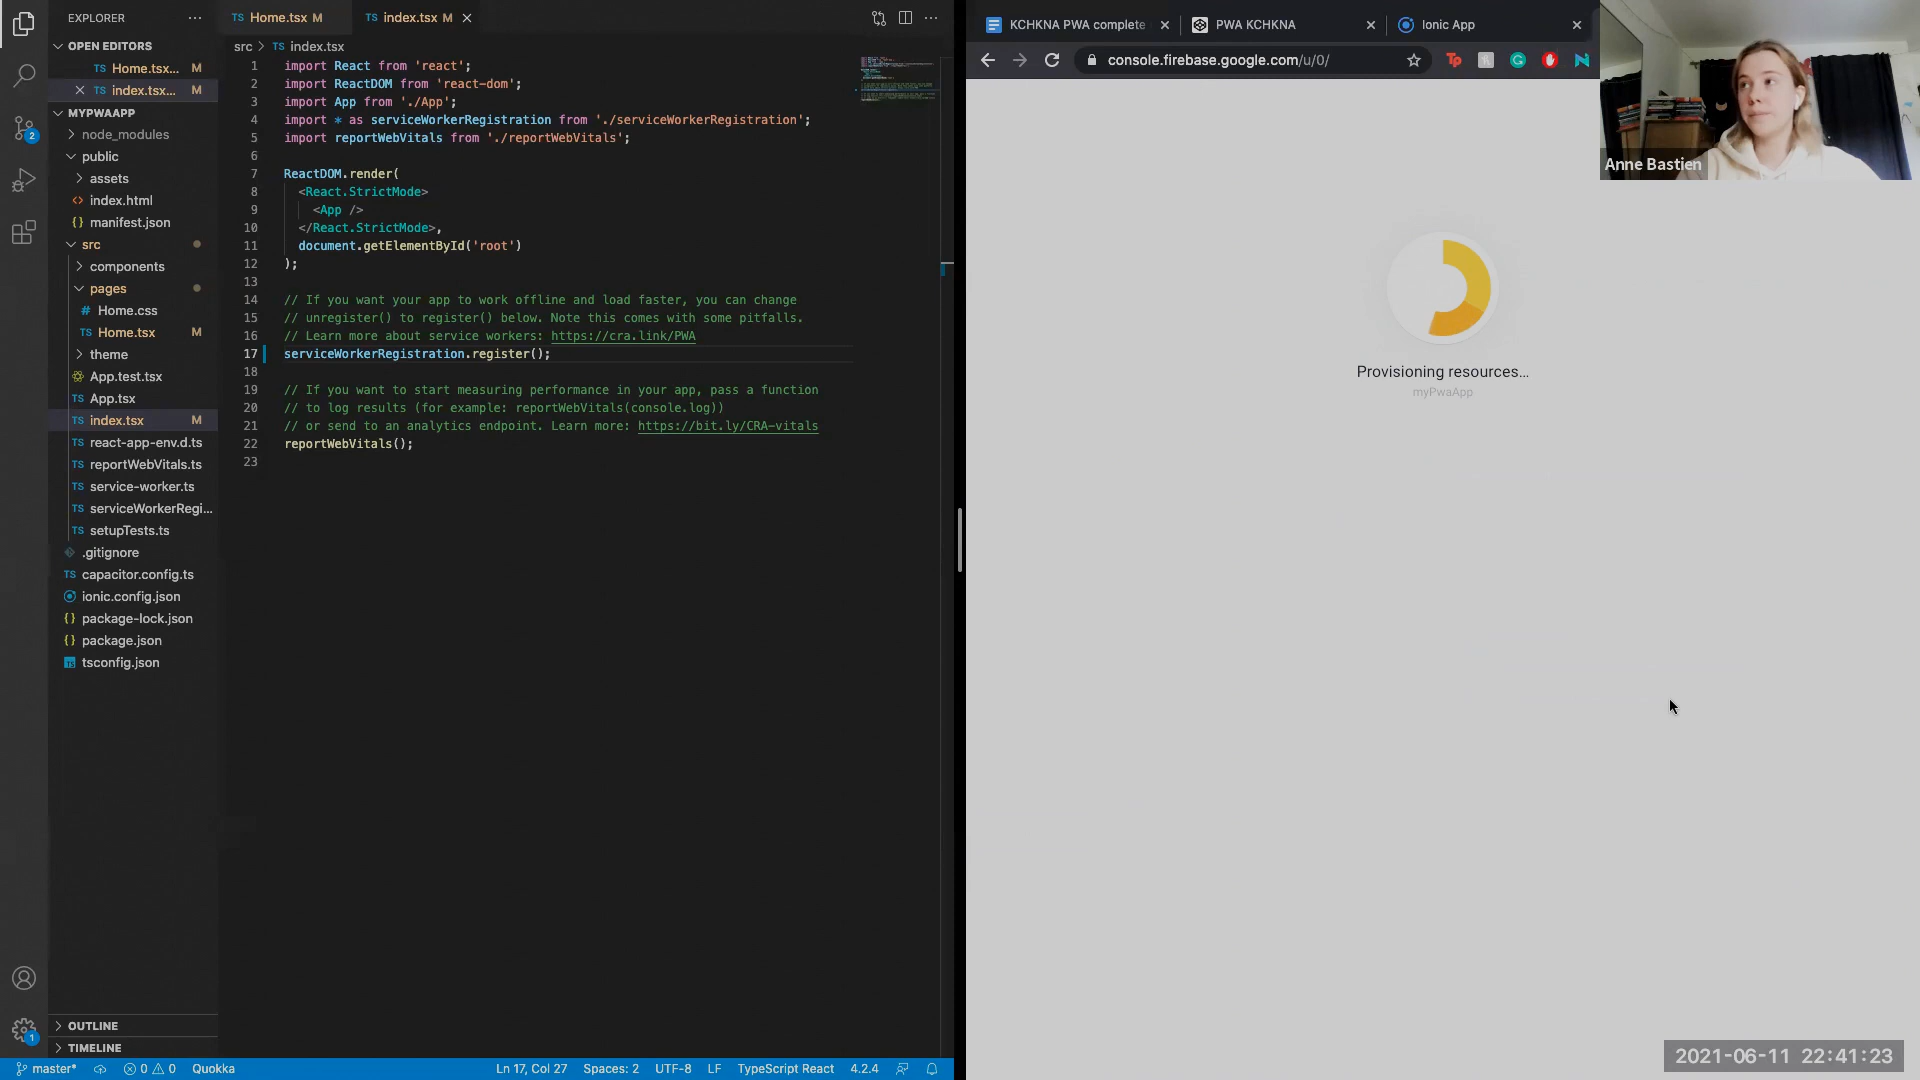 EXPLORER
OPEN EDITORS
Home.tsx... M
index.tsx... M
MYPWAAPP
node_modules
public
assets
index.html
manifest.json
src
components
pages
Home.css
Home.tsx M
theme
App.test.tsx
App.tsx
index.tsx M
react-app-env.d.ts
reportWebVitals.ts
service-worker.ts
serviceWorkerRegi...
setupTests.ts
.gitignore
capacitor.config.ts
ionic.config.json
package-lock.json
package.json
tsconfig.json
OUTLINE
TIMELINE
2
1
TS Home.tsx M TS index.tsx M
src > TS index.tsx
1 import React from 'react';
2 import ReactDOM from 'react-dom';
3 import App from './App';
4 import * as serviceWorkerRegistration from './serviceWorkerRegistration';
5 import reportWebVitals from './reportWebVitals';
6
7 ReactDOM.render(
8 <React.StrictMode>
9 <App />
10 </React.StrictMode>,
11 document.getElementById('root')
12 );
13
14 // If you want your app to work offline and load faster, you can change
15 // unregister() to register() below. Note this comes with some pitfalls.
16 // Learn more about service workers: https://cra.link/PWA
17 serviceWorkerRegistration.register();
18
19 // If you want to start measuring performance in your app, pass a function
20 // to log results (for example: reportWebVitals(console.log))
21 // or send to an analytics endpoint. Learn more: https://bit.ly/CRA-vitals
22 reportWebVitals();
23
master* 0 0 Quokka Ln 17, Col 27 Spaces: 2 UTF-8 LF TypeScript React 4.2.4
KCHKNA PWA complete PWA KCHKNA Ionic App
console.firebase.google.com/u/0/
Anne Bastien
Provisioning resources...
myPwaApp
2021-06-11 22:41:23